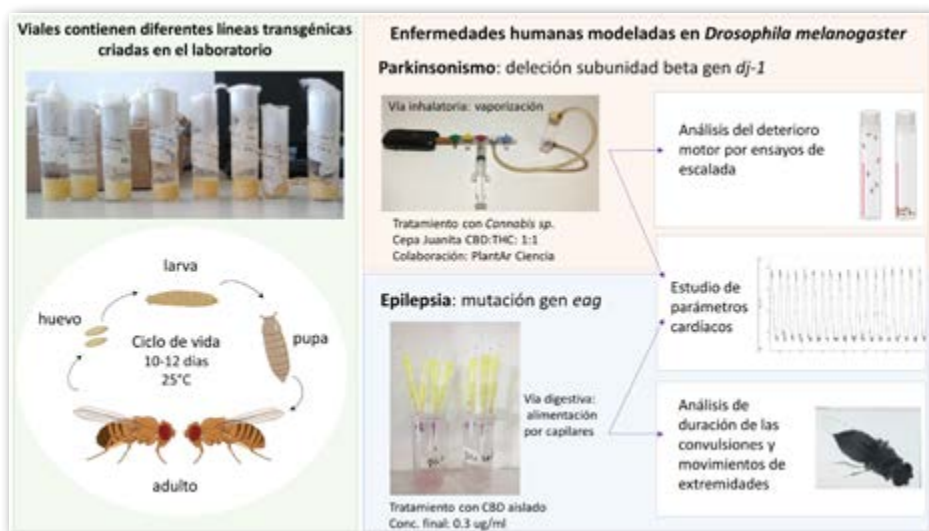 Viales contienen diferentes líneas transgénicas
criadas en el laboratorio
huevo
larva
pupa
adulto
Ciclo de vida
10-12 días
25°C
Enfermedades humanas modeladas en Drosophila melanogaster
Parkinsonismo: deleción subunidad beta gen dj-1
Vía inhalatoria: vaporización
Tratamiento con Cannabis sp.
Cepa Juanita CBD:THC: 1:1
Colaboración: PlantAr Ciencia
Análisis del deterioro
motor por ensayos de
escalada
Estudio de
parámetros
cardíacos
Epilepsia: mutación gen eag
Vía digestiva:
alimentación
por capilares
Tratamiento con CBD aislado
Conc. final: 0.3 ug/ml
Análisis de
duración de las
convulsiones y
movimientos de
extremidades